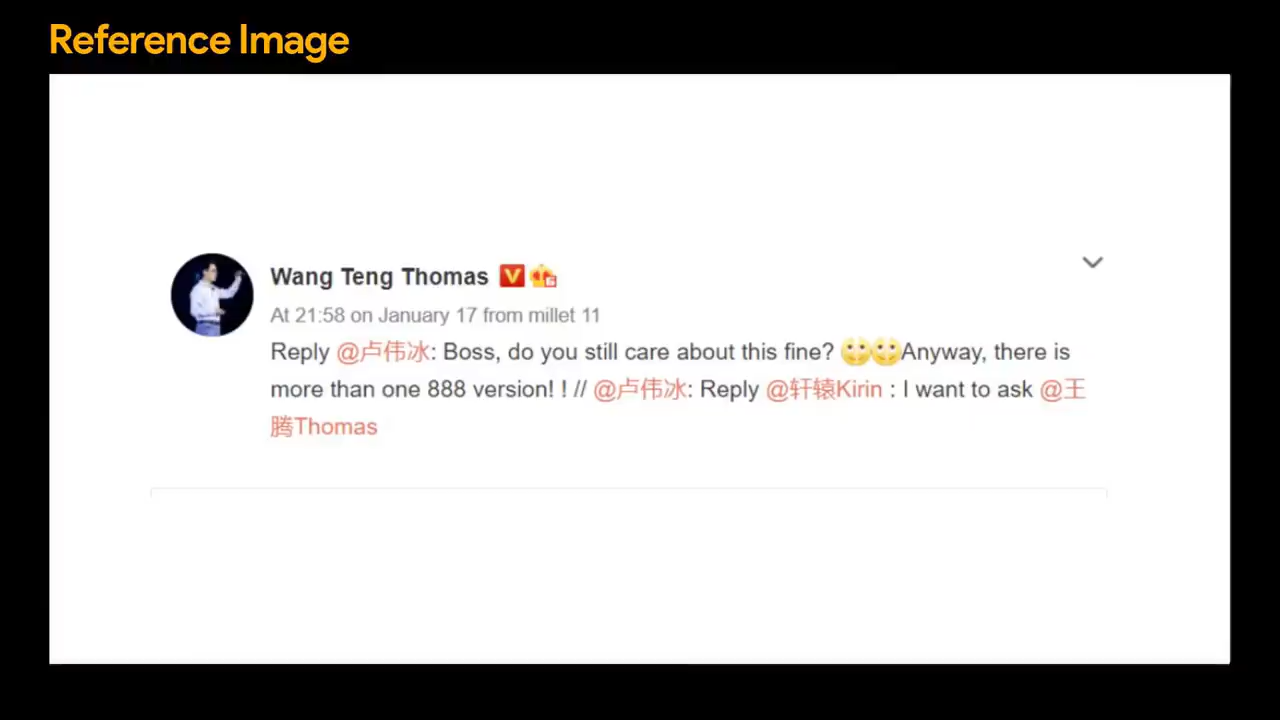 Reference Image
Wang Teng Thomas
At 21:58 on January 17 from millet 11
Reply @卢伟冰: Boss, do you still care about this fine? Anyway, there is
more than one 888 version! ! // @卢伟冰: Reply @轩辕Kirin : I want to ask @王
腾Thomas